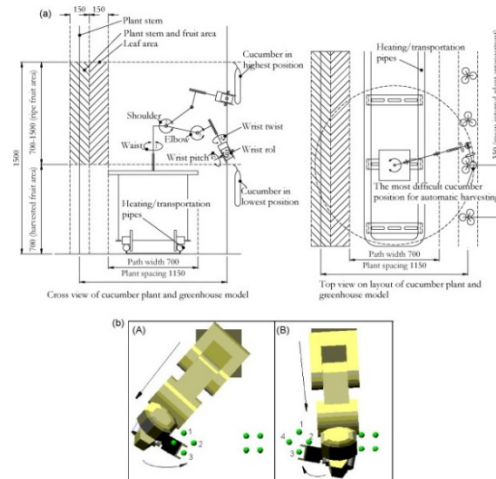 (a)
150 150
Plant stem
Plant stem and fruit area
Leaf area
Cucumber in
highest position
Shoulder
Elbow
Waist
Wrist twist
Wrist rol
Wrist pitch
Cucumber in
lowest position
Heating/transportation
pipes
1500
700-1500 (ripe fruit area)
700 (harvested fruit area)
Path width 700
Plant spacing 1150
Cross view of cucumber plant and
greenhouse model
Heating/transportation
pipes
The most difficult cucumber
position for automatic harvesting
Path width 700
Plant spacing 1150
Top view on layout of cucumber plant and
greenhouse model
(b)
(A)
1
2
3
(B)
1
4 2
3